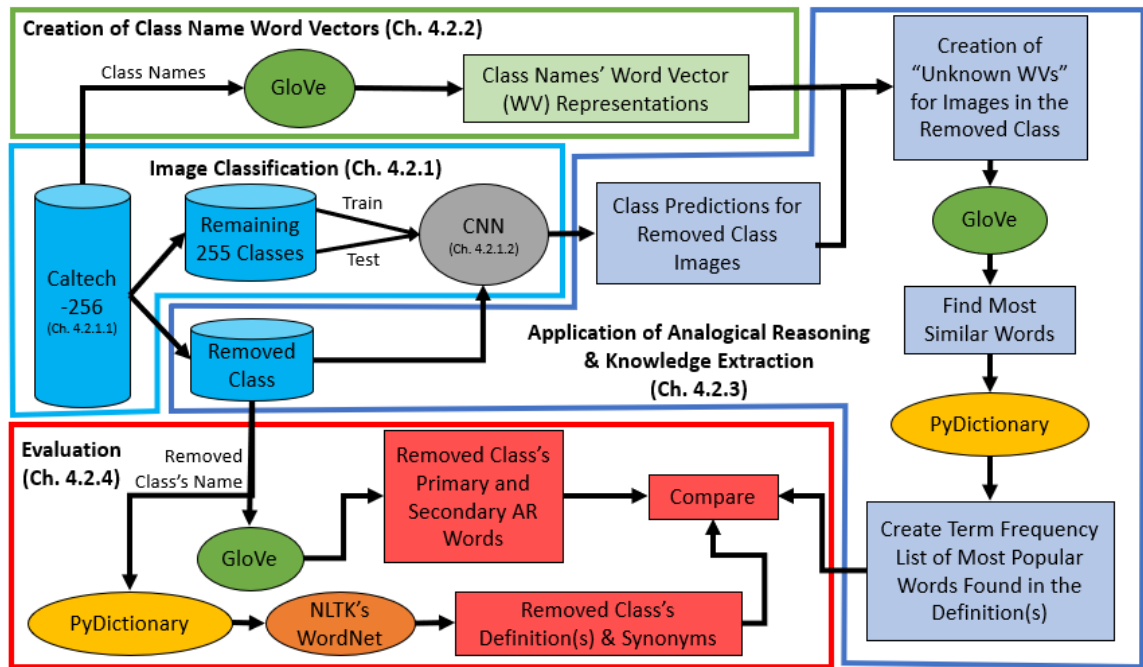 Creation of Class Name Word Vectors (Ch. 4.2.2)
Class Names
GloVe
Class Names' Word Vector
(WV) Representations
Creation of
"Unknown WVs"
for Images in the
Removed Class
Image Classification (Ch. 4.2.1)
Caltech
-256
(Ch. 4.2.1.1)
Remaining
255 Classes
Train
Test
CNN
(Ch. 4.2.1.2)
Class Predictions for
Removed Class
Images
GloVe
Find Most
Similar Words
Removed
Class
Application of Analogical Reasoning
& Knowledge Extraction
(Ch. 4.2.3)
PyDictionary
Evaluation
(Ch. 4.2.4)
Removed
Class's Name
Removed Class's
Primary and
Secondary AR
Words
Compare
Create Term Frequency
List of Most Popular
Words Found in the
Definition(s)
GloVe
PyDictionary
NLTK's
WordNet
Removed Class's
Definition(s) & Synonyms